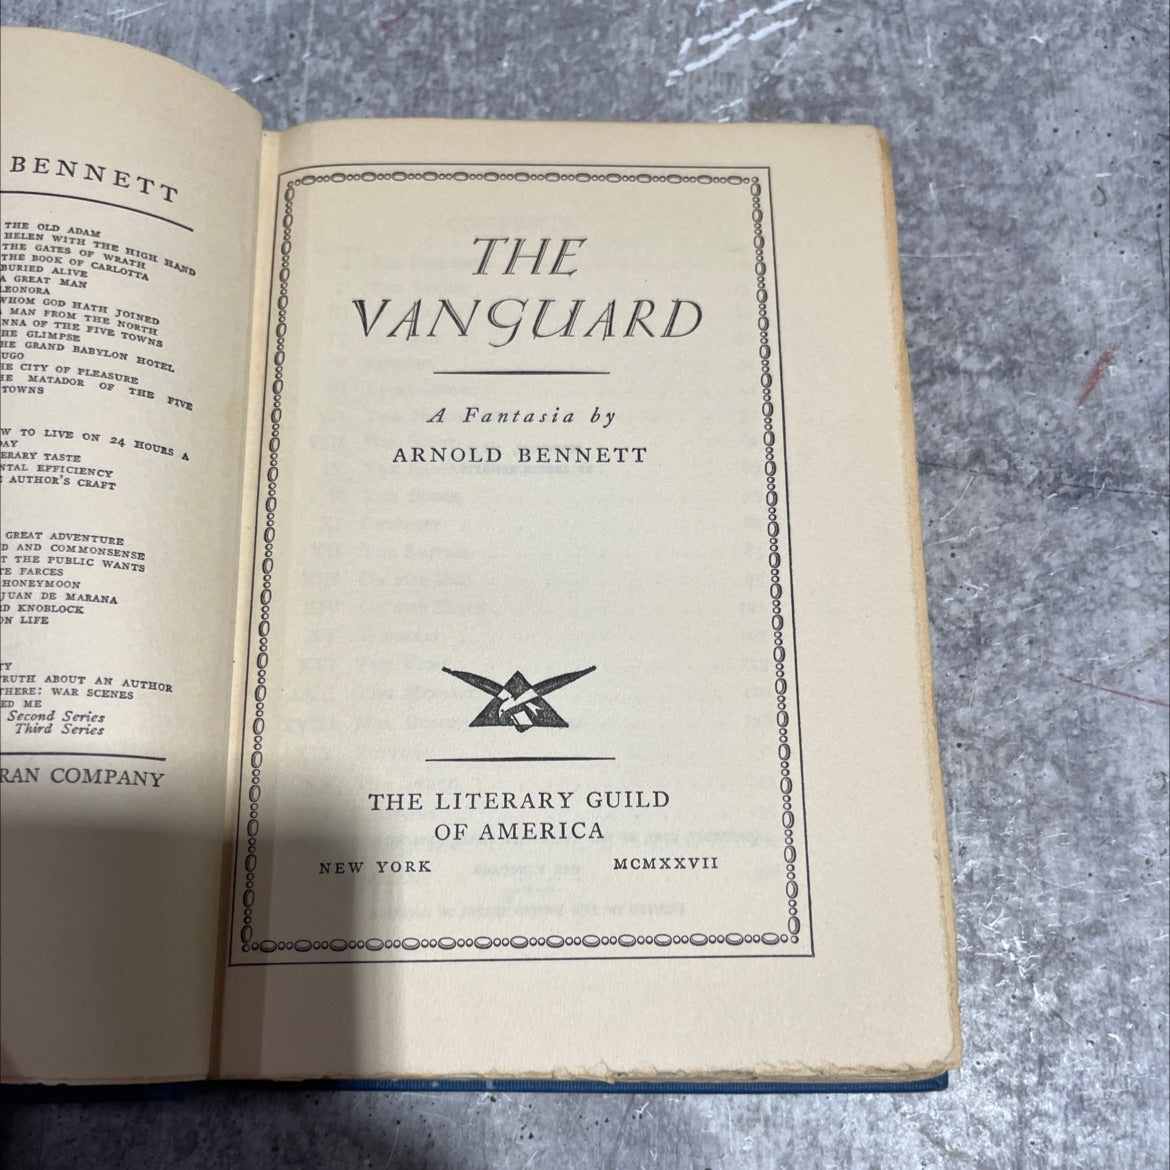 BENNETT
THE OLD ADAM
HELEN WITH THE HIGH HAND
THE GATES OF WRATH
THE BOOK OF CARLOTTA
BURIED ALIVE
A GREAT MAN
LEONORA
WHOM GOD HATH JOINED
MAN FROM THE NORTH
NNA OF THE FIVE TOWNS
HE GLIMPSE
HE GRAND BABYLON HOTEL
UGO
HE CITY OF PLEASURE
HE MATADOR OF THE FIVE
TOWNS
W TO LIVE ON 24 HOURS A
DAY
ERARY TASTE
NTAL EFFICIENCY
AUTHOR'S CRAFT
GREAT ADVENTURE
D AND COMMONSENSE
T THE PUBLIC WANTS
TE FARCES
HONEYMOON
JUAN DE MARANA
RD KNOBLOCK
ON LIFE
TY
TRUTH ABOUT AN AUTHOR
THERE: WAR SCENES
ED ME
Second Series
Third Series
RAN COMPANY
THE
VANGUARD
A Fantasia by
ARNOLD BENNETT
THE LITERARY GUILD
OF AMERICA
NEW YORK MCMXXVII